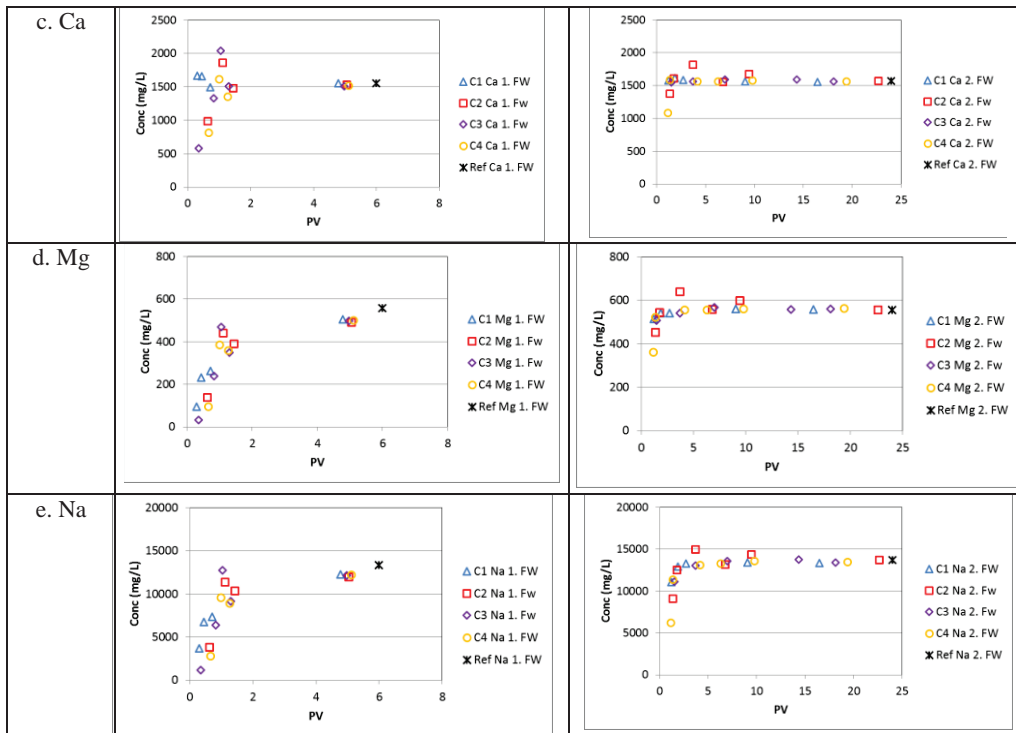 c. Ca
2500
2000
1500
1000
500
0
Conc (mg/L)
0 2 4 6 8
PV
C1 Ca 1. FW
C2 Ca 1. Fw
C3 Ca 1. Fw
C4 Ca 1. FW
Ref Ca 1. FW
2500
2000
1500
1000
500
0
Conc (mg/L)
0 5 10 15 20 25
PV
C1 Ca 2. FW
C2 Ca 2. Fw
C3 Ca 2. Fw
C4 Ca 2. FW
Ref Ca 2. FW
d. Mg
800
600
400
200
0
Conc (mg/L)
0 2 4 6 8
PV
C1 Mg 1. FW
C2 Mg 1. Fw
C3 Mg 1. Fw
C4 Mg 1. FW
Ref Mg 1. FW
800
600
400
200
0
Conc (mg/L)
0 5 10 15 20 25
PV
C1 Mg 2. FW
C2 Mg 2. Fw
C3 Mg 2. Fw
C4 Mg 2. FW
Ref Mg 2. FW
e. Na
20000
15000
10000
5000
0
Conc (mg/L)
0 2 4 6 8
PV
C1 Na 1. FW
C2 Na 1. Fw
C3 Na 1. Fw
C4 Na 1. FW
Ref Na 1. FW
20000
15000
10000
5000
0
Conc (mg/L)
0 5 10 15 20 25
PV
C1 Na 2. FW
C2 Na 2. Fw
C3 Na 2. Fw
C4 Na 2. FW
Ref Na 2. FW